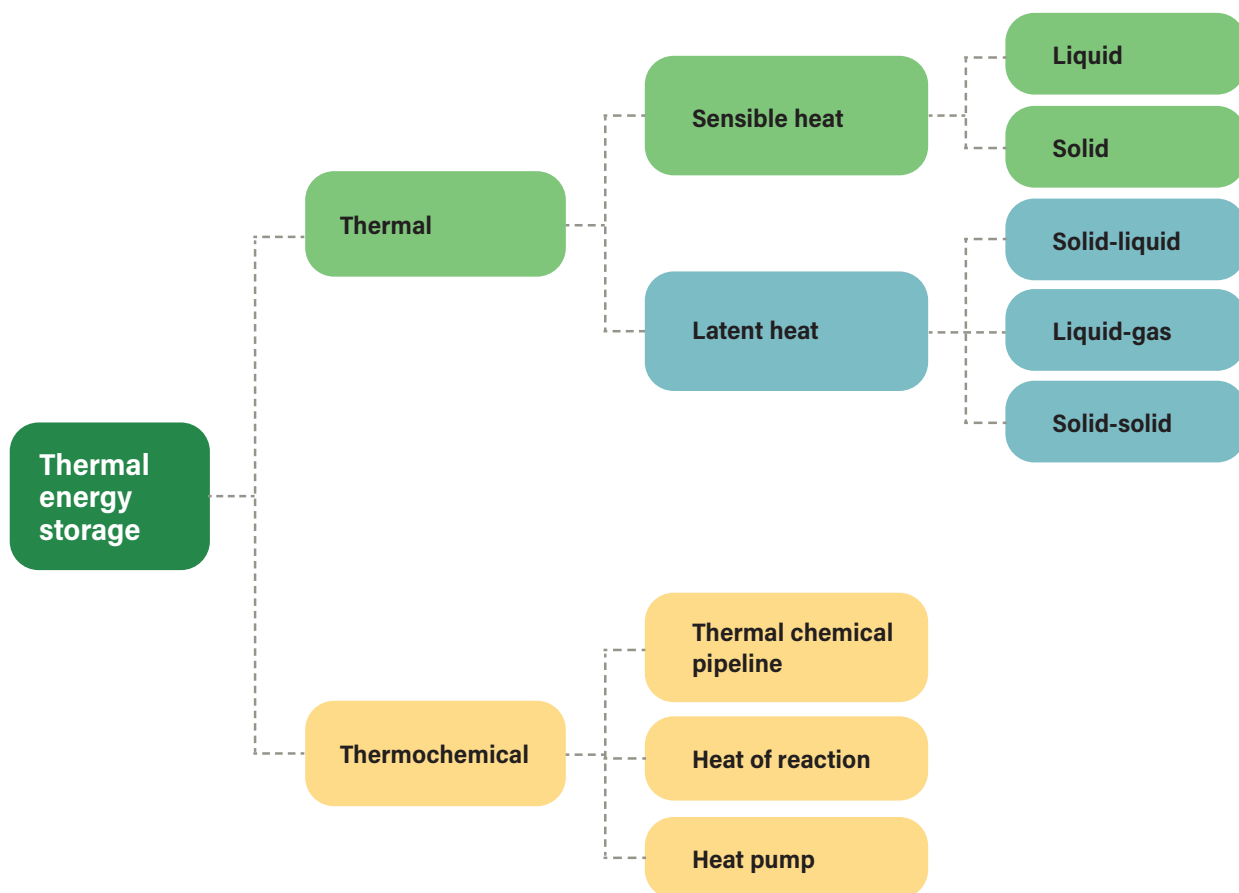 Liquid
Sensible heat
Solid
Thermal
Solid-liquid
Latent heat
Liquid-gas
Solid-solid
Thermal
energy
storage
Thermal chemical
pipeline
Thermochemical
Heat of reaction
Heat pump